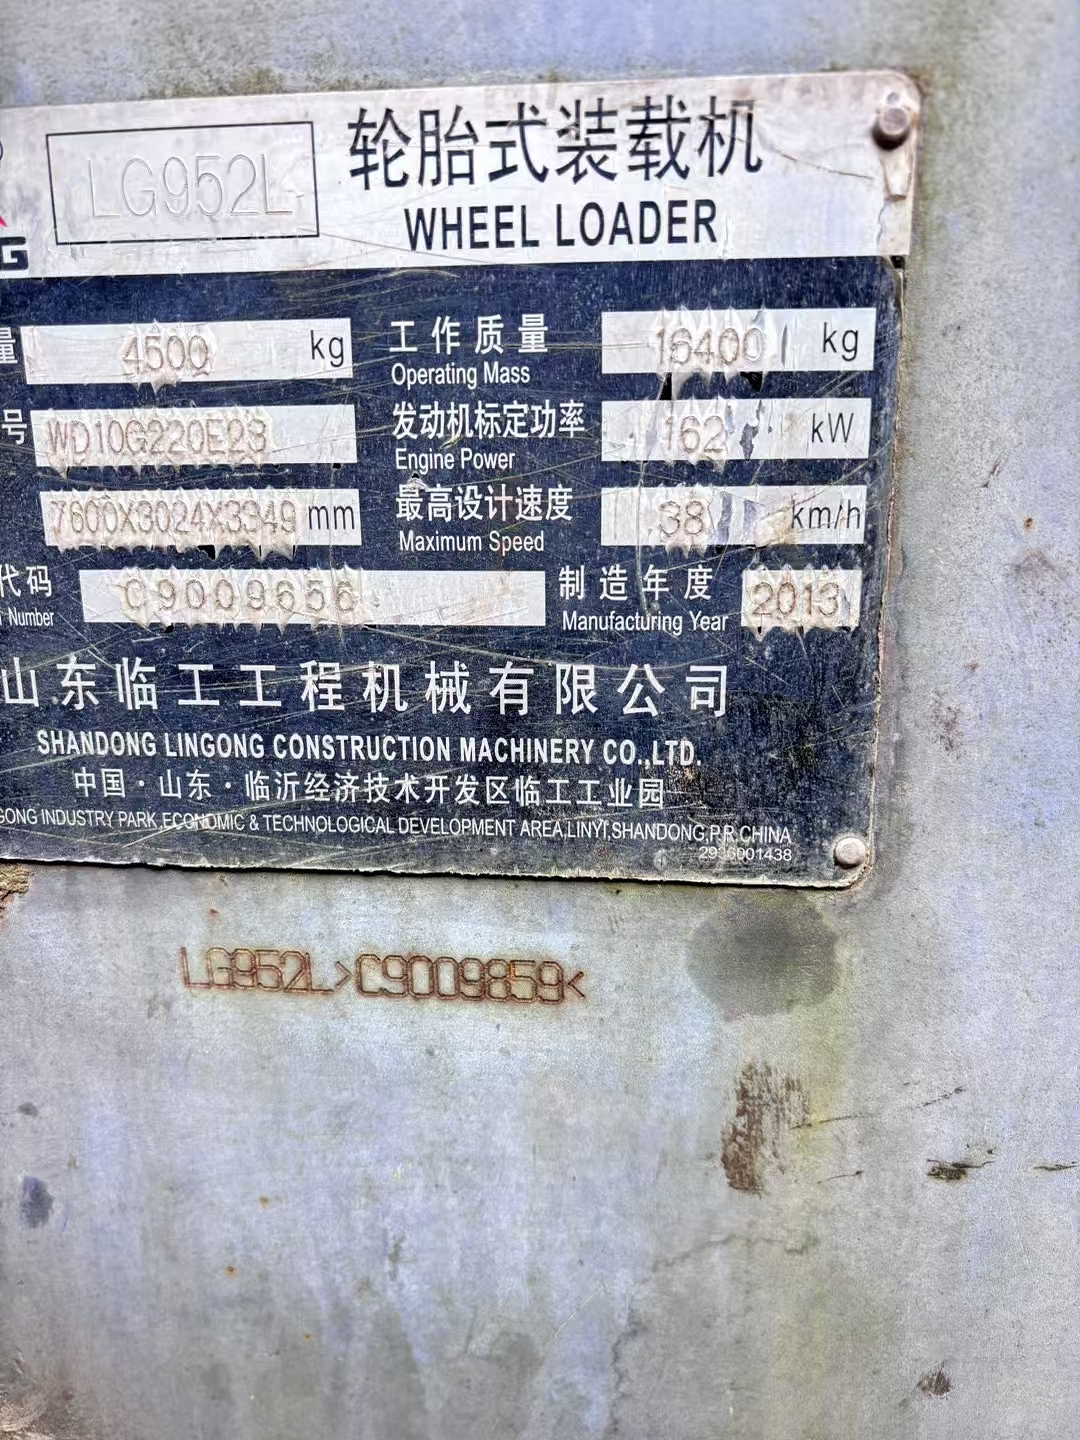 LG952L 轮胎式装载机
WHEEL LOADER
G
量 4500 kg 工作质量 16400 kg
Operating Mass
号 WD10G220E23 发动机标定功率 162 kW
Engine Power
7600X3024X3349 mm 最高设计速度 38 km/h
Maximum Speed
代码 C9009656 制造年度 2013
Number Manufacturing Year
山东临工工程机械有限公司
SHANDONG LINGONG CONSTRUCTION MACHINERY CO.,LTD.
中国·山东·临沂经济技术开发区临工工业园
GONG INDUSTRY PARK,ECONOMIC & TECHNOLOGICAL DEVELOPMENT AREA,LINYI,SHANDONG,P.R.CHINA
LG952L>C9009859<